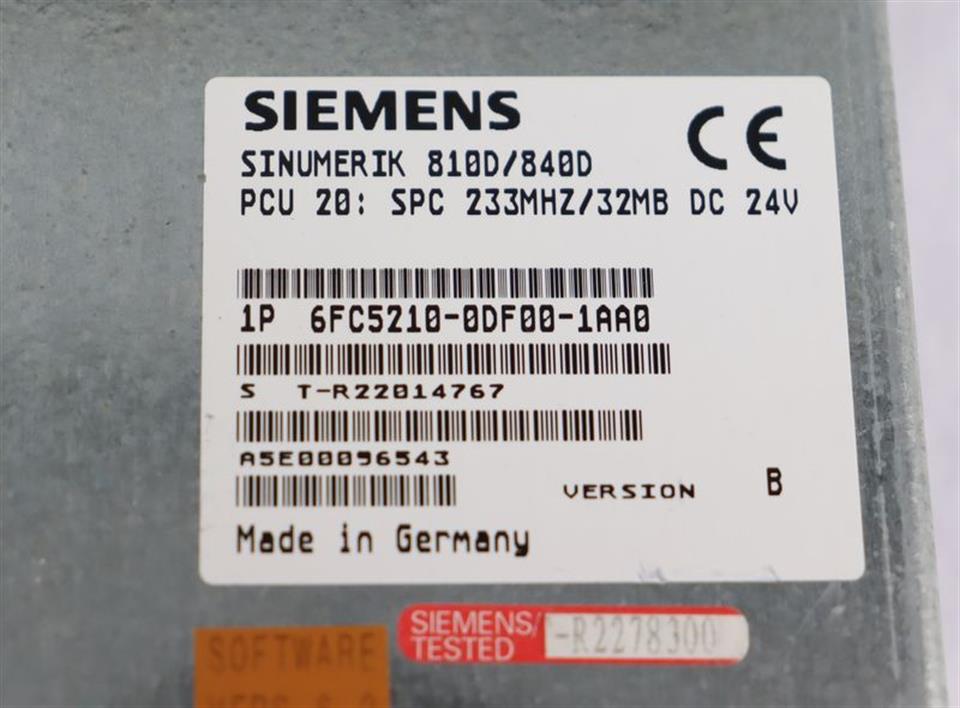 SIEMENS
CE
SINUMERIK 810D/840D
PCU 20: SPC 233MHZ/32MB DC 24V
1P 6FC5210-0DF00-1AA0
S T-R22014767
A5E00096543
VERSION B
Made in Germany
SIEMENS/
TESTED
-R2278300
SOFTWARE